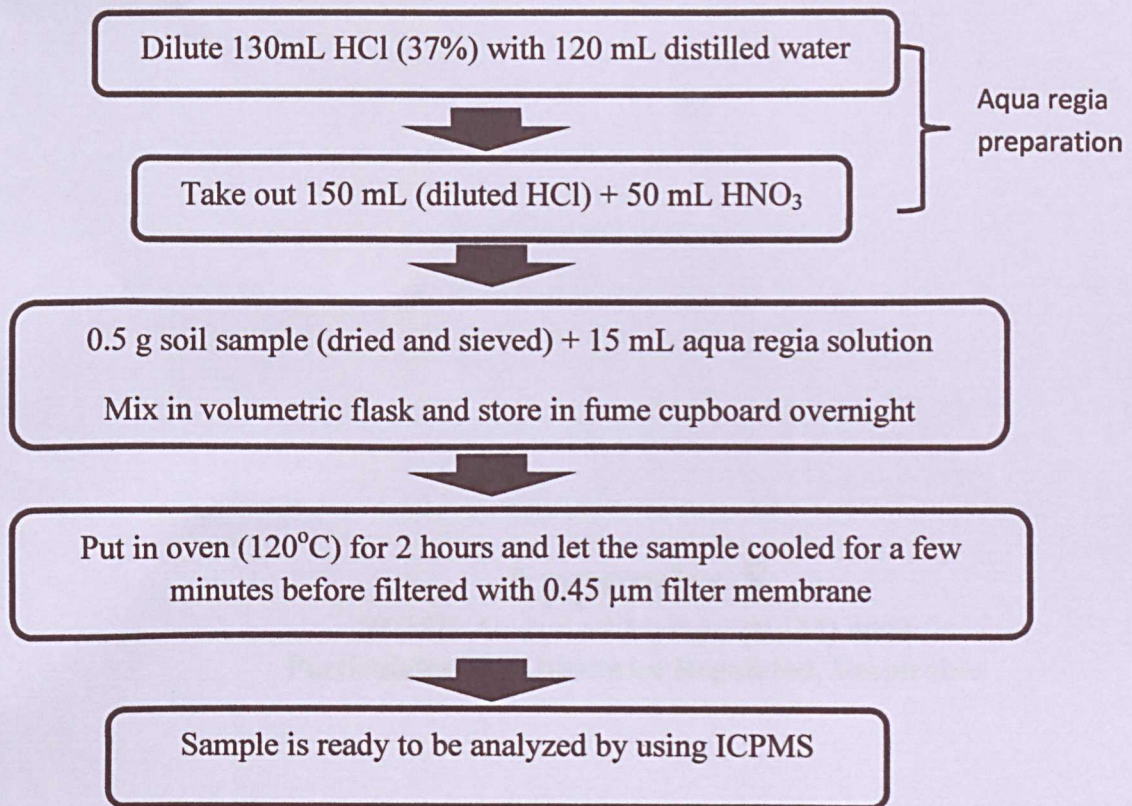 Dilute 130mL HCl (37%) with 120 mL distilled water
Aqua regia
preparation
Take out 150 mL (diluted HCl) + 50 mL HNO₃
0.5 g soil sample (dried and sieved) + 15 mL aqua regia solution
Mix in volumetric flask and store in fume cupboard overnight
Put in oven (120°C) for 2 hours and let the sample cooled for a few
minutes before filtered with 0.45 µm filter membrane
Sample is ready to be analyzed by using ICPMS